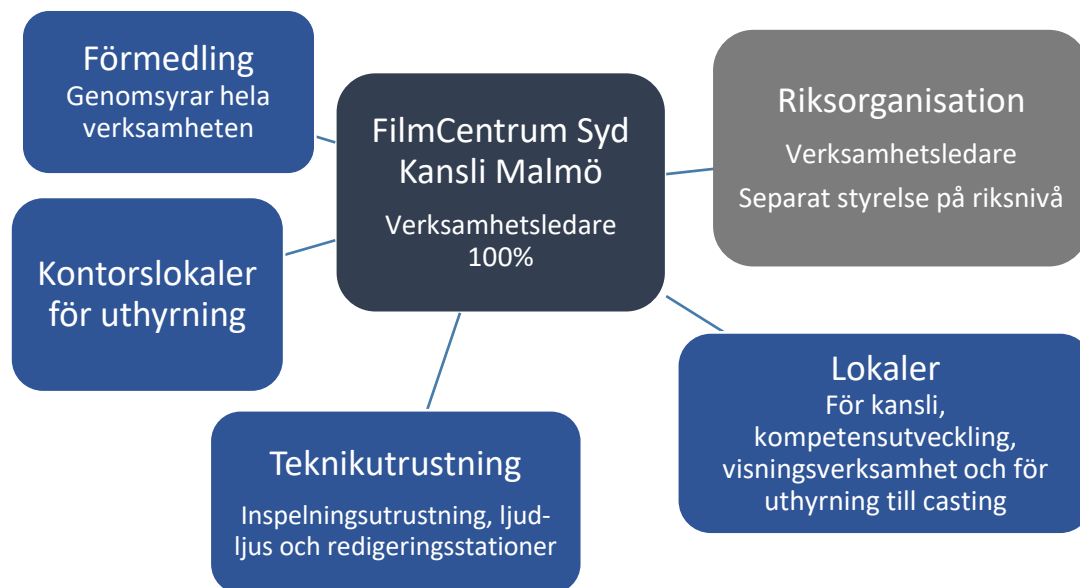 Förmedling
Genomsyrar hela
verksamheten
FilmCentrum Syd
Kansli Malmö
Verksamhetsledare
100%
Riksorganisation
Verksamhetsledare
Separat styrelse på riksnivå
Kontorslokaler
för uthyrning
Teknikutrustning
Inspelningsutrustning, ljud-
ljus och redigeringsstationer
Lokaler
För kansli,
kompetensutveckling,
visningsverksamhet och för
uthyrning till casting